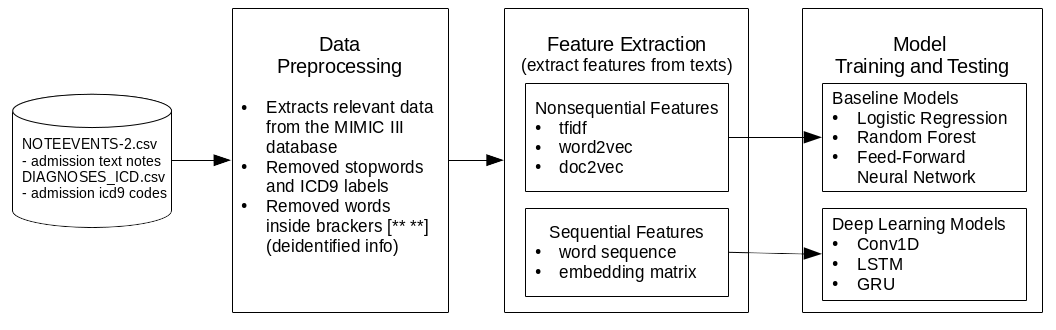 NOTEEVENTS-2.csv
- admission text notes
DIAGNOSES_ICD.csv
- admission icd9 codes
Data
Preprocessing
• Extracts relevant data
from the MIMIC III
database
• Removed stopwords
and ICD9 labels
• Removed words
inside brackers [** **]
(deidentified info)
Feature Extraction
(extract features from texts)
Nonsequential Features
• tfidf
• word2vec
• doc2vec
Sequential Features
• word sequence
• embedding matrix
Model
Training and Testing
Baseline Models
• Logistic Regression
• Random Forest
• Feed-Forward
Neural Network
Deep Learning Models
• Conv1D
• LSTM
• GRU